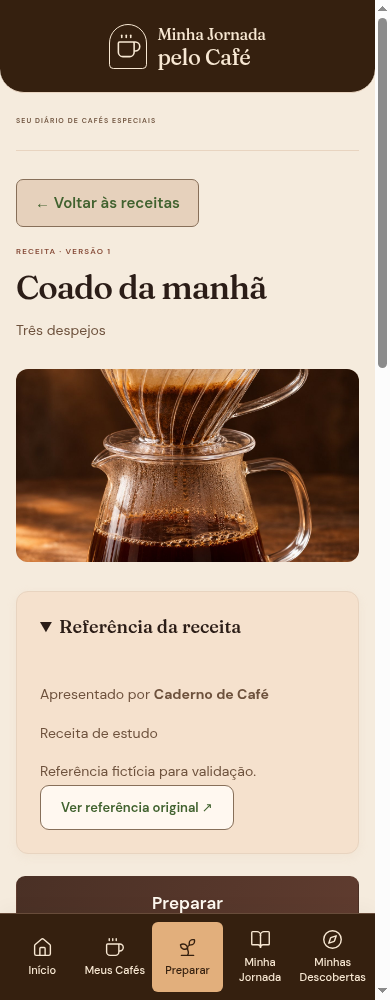 Minha Jornada
pelo Café
SEU DIÁRIO DE CAFÉS ESPECIAIS
← Voltar às receitas
RECEITA · VERSÃO 1
Coado da manhã
Três despejos
▼ Referência da receita
Apresentado por Caderno de Café
Receita de estudo
Referência fictícia para validação.
Ver referência original ↗
Preparar
Início
Meus Cafés
Preparar
Minha
Jornada
Minhas
Descobertas